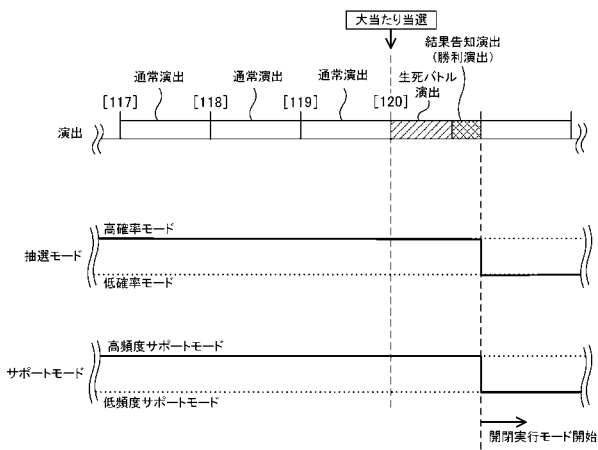 大当たり当選
結果告知演出
(勝利演出)
通常演出
通常演出
通常演出
生死バトル
演出
[117]
[118]
[119]
[120]
演出
高確率モード
抽選モード
低確率モード
高頻度サポートモード
サポートモード
低頻度サポートモード
開閉実行モード開始